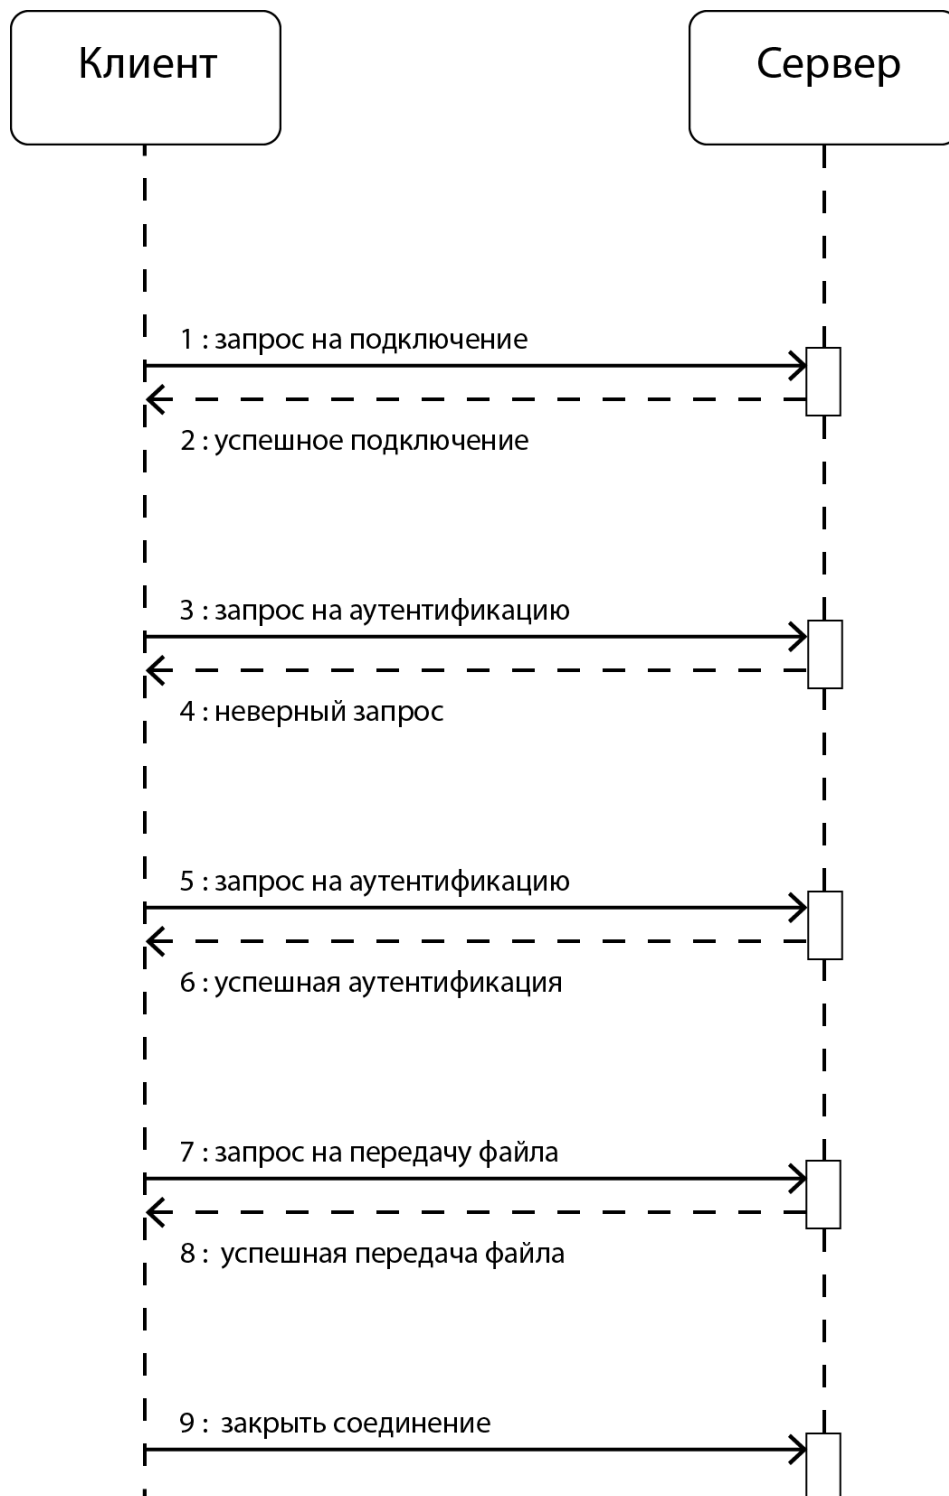 Клиент
Сервер
1 : запрос на подключение
2 : успешное подключение
3 : запрос на аутентификацию
4 : неверный запрос
5 : запрос на аутентификацию
6 : успешная аутентификация
7 : запрос на передачу файла
8 : успешная передача файла
9 : закрыть соединение